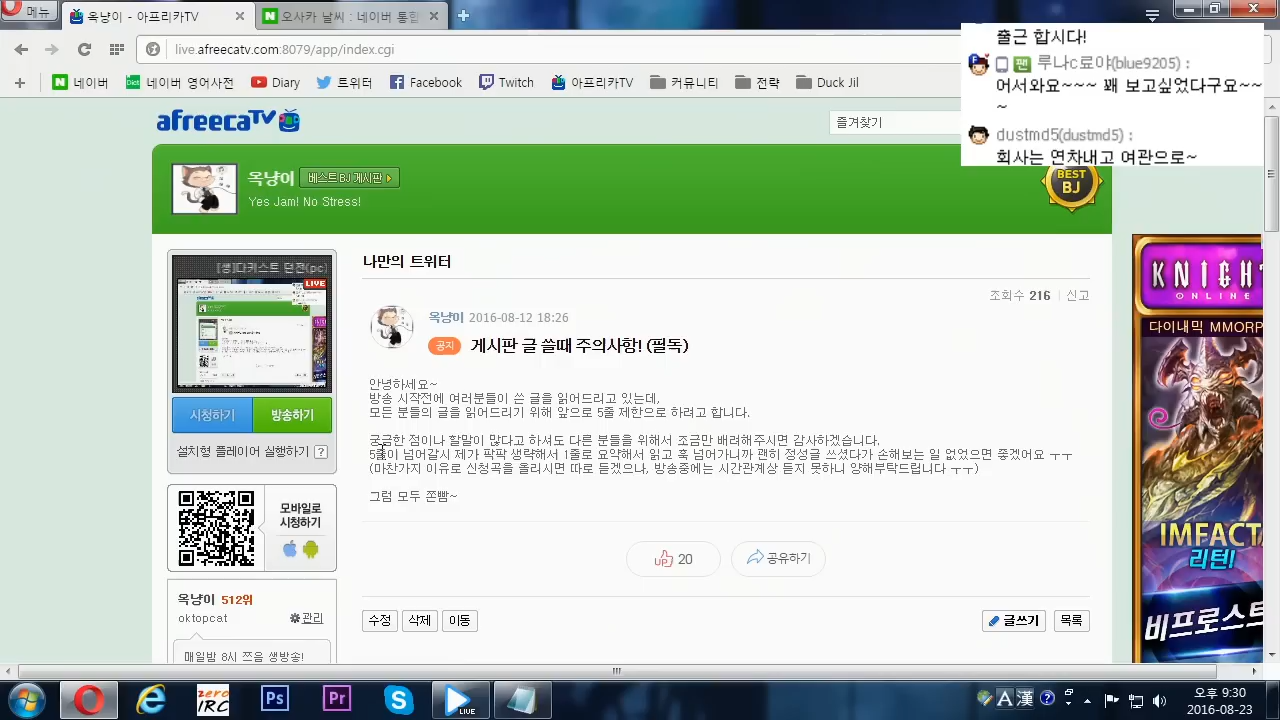 메뉴
옥냥이 - 아프리카TV
오사카 날씨 : 네이버 통합
live.afreecatv.com:8079/app/index.cgi
네이버
네이버 영어사전
Diary
트위터
Facebook
Twitch
아프리카TV
커뮤니티
전략
Duck Jil
출근 합시다!
팬 루나c로야(blue9205) :
어서와요~~~ 꽤 보고싶었다구요~~
~
dustmd5(dustmd5) :
회사는 연차내고 여관으로~
afreecaTV
즐겨찾기
옥냥이 베스트BJ 게시판
Yes Jam! No Stress!
BEST
BJ
LIVE
시청하기
방송하기
설치형 플레이어 실행하기 ?
모바일로
시청하기
옥냥이 512위
oktopcat
관리
매일밤 8시 쯔음 생방송!
나만의 트위터
조회수 216
신고
옥냥이 2016-08-12 18:26
공지 게시판 글 쓸때 주의사항! (펄독)
안녕하세요~
방송 시작전에 여러분들이 쓴 글을 읽어드리고 있는데,
모든 분들의 글을 읽어드리기 위해 앞으로 5줄 제한으로 하려고 합니다.
궁금한 점이나 할말이 많다고 하셔도 다른 분들을 위해서 조금만 배려해주시면 감사하겠습니다.
5줄이 넘어갈시 제가 팍팍 생략해서 1줄로 요약해서 읽고 훅 넘어가니까 괜히 정성글 쓰셨다가 손해보는 일 없었으면 좋겠어요 ㅜㅜ
(마찬가지 이유로 신청곡을 올리시면 따로 듣겠으나, 방송중에는 시간관계상 듣지 못하니 양해부탁드립니다 ㅜㅜ)
그럼 모두 쪼빰~
UP! 20
공유하기
수정
삭제
이동
글쓰기
목록
KNIGHT
ONLINE
다이내믹 MMORP
IMFACT
리턴!
비프로스트
zero
IRC
Ps
Pr
S
LIVE
A
漢
오후 9:30
2016-08-23